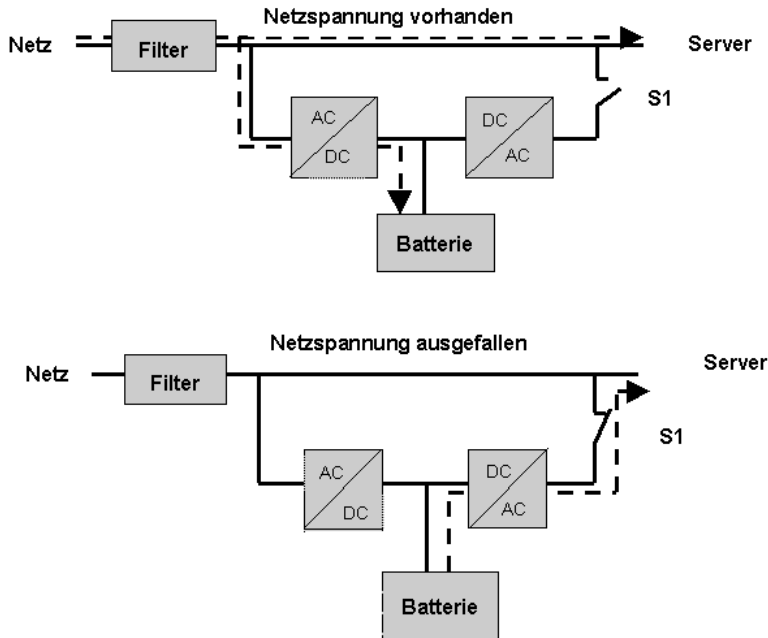 Netzspannung vorhanden
Netz
Filter
Server
S1
AC
DC
DC
AC
Batterie
Netzspannung ausgefallen
Netz
Filter
Server
S1
AC
DC
DC
AC
Batterie